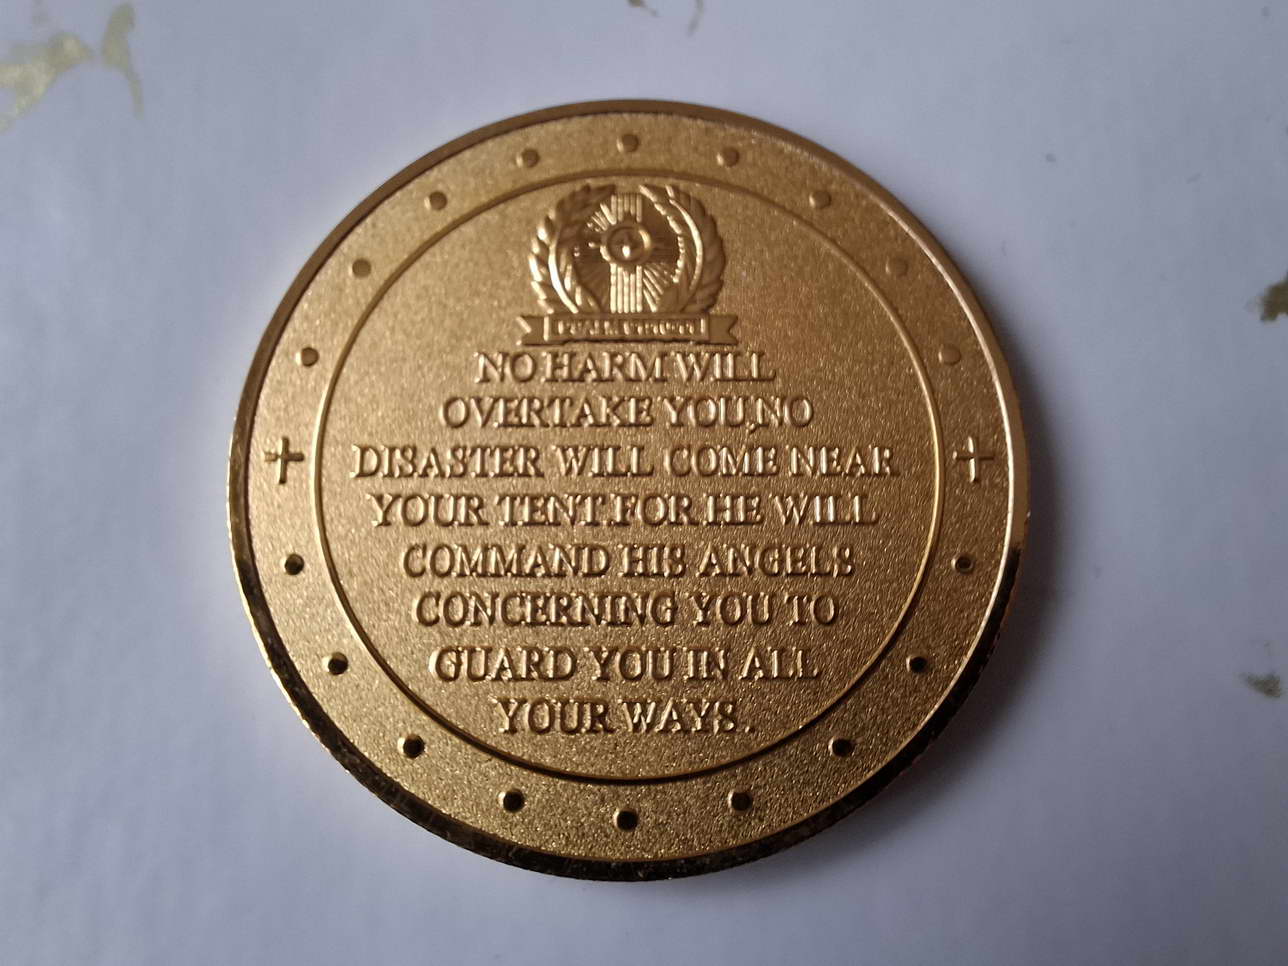 NO HARM WILL
OVERTAKE YOU,NO
DISASTER WILL COME NEAR
YOUR TENT.FOR HE WILL
COMMAND HIS ANGELS
CONCERNING YOU TO
GUARD YOU IN ALL
YOUR WAYS.